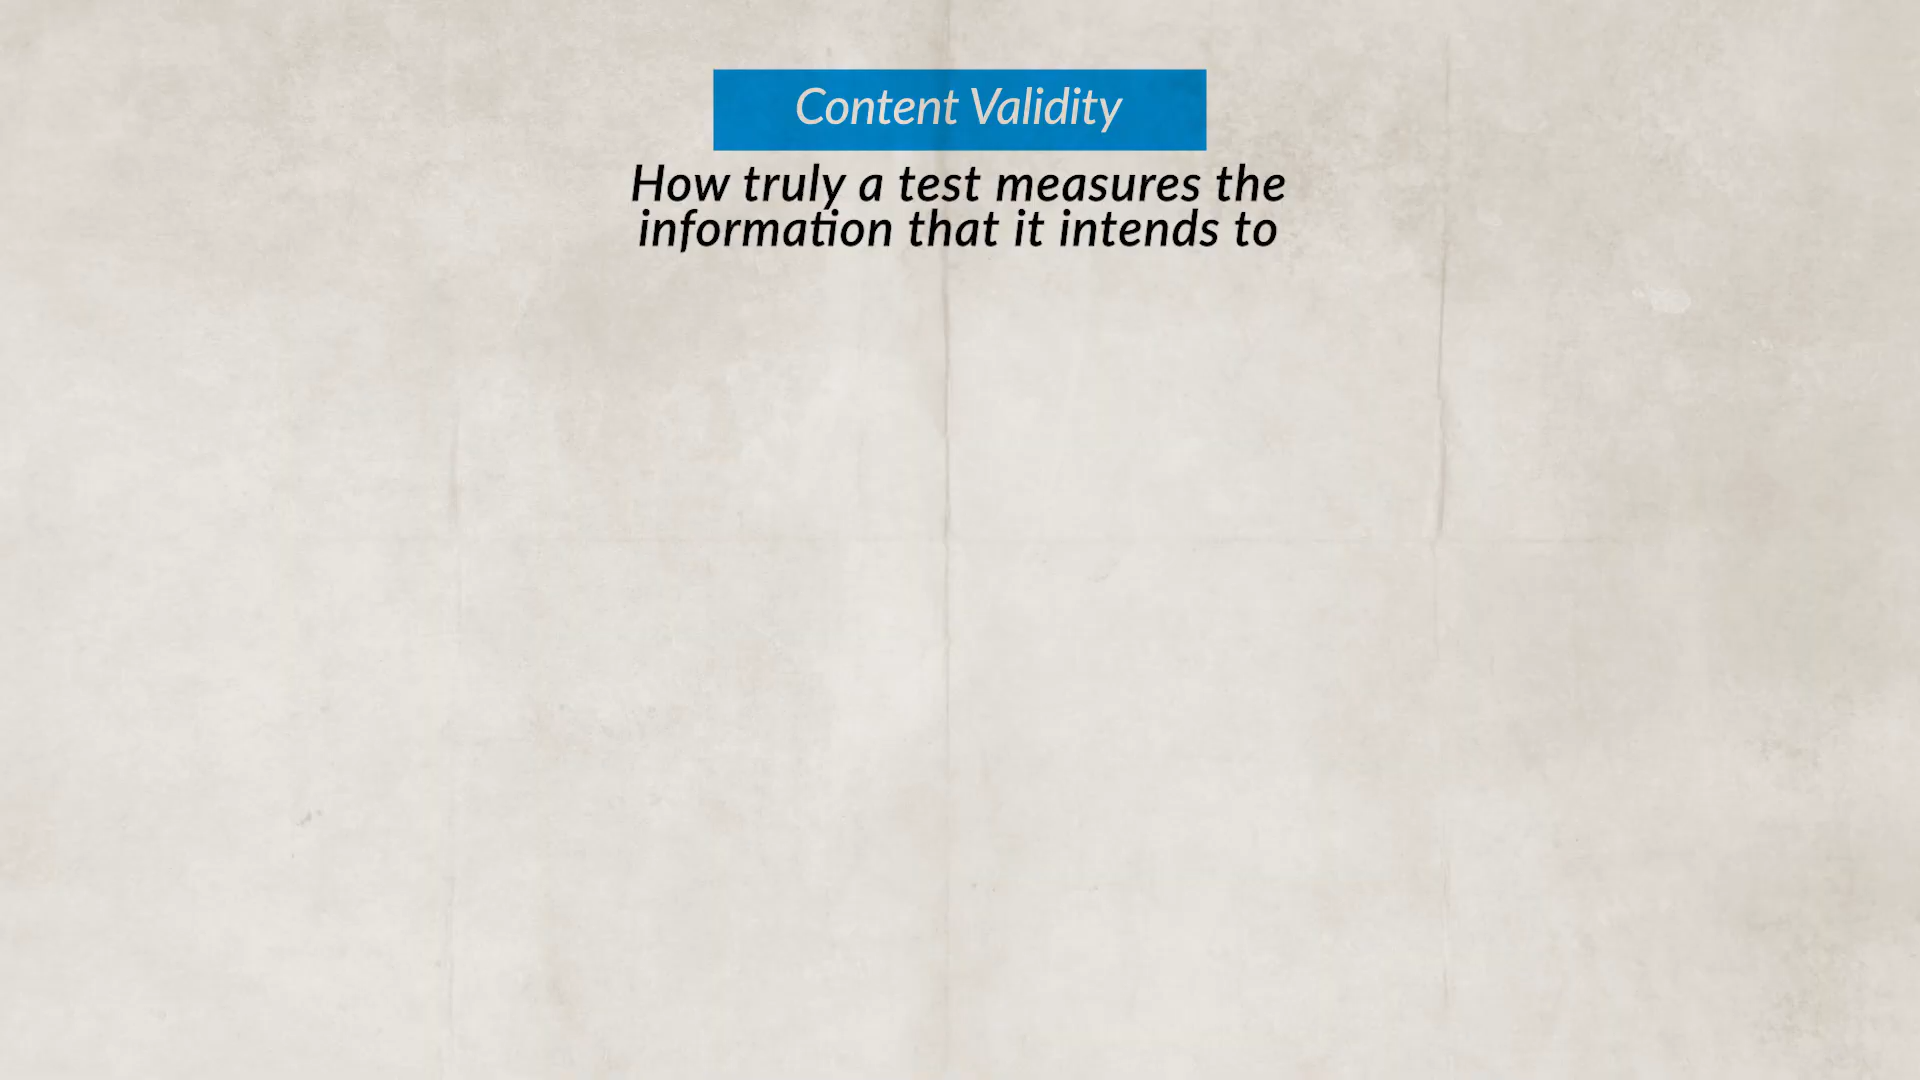 Content Validity
How truly a test measures the
information that it intends to